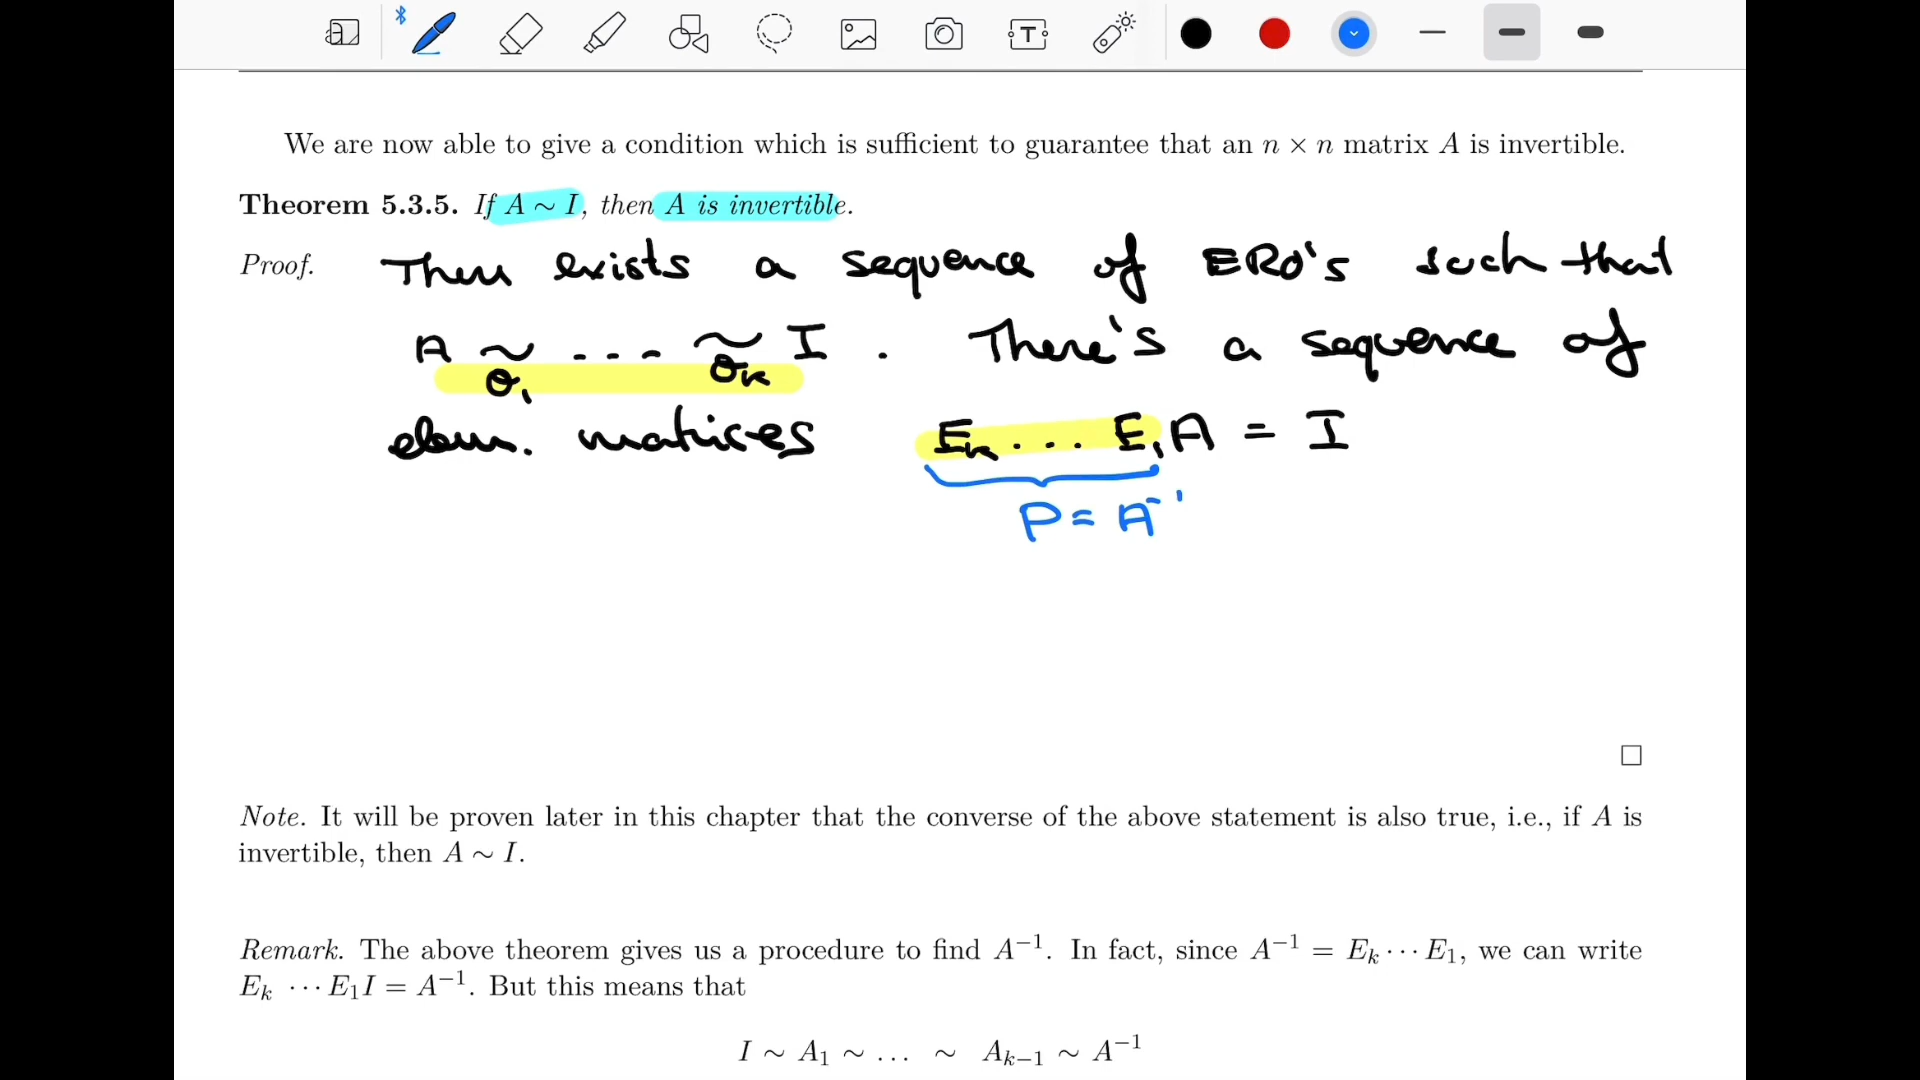 We are now able to give a condition which is sufficient to guarantee that an n × n matrix A is invertible.
Theorem 5.3.5. If A ∼ I, then A is invertible.
Proof. There exists a sequence of ERO's such that
A ∼ ... ∼ I . There's a sequence of
θ₁ θₖ
elem. matrices Eₖ ... E₁A = I
P = A⁻¹
□
Note. It will be proven later in this chapter that the converse of the above statement is also true, i.e., if A is
invertible, then A ∼ I.
Remark. The above theorem gives us a procedure to find A⁻¹. In fact, since A⁻¹ = Eₖ ⋯ E₁, we can write
Eₖ ⋯ E₁I = A⁻¹. But this means that
I ∼ A₁ ∼ ... ∼ Aₖ₋₁ ∼ A⁻¹